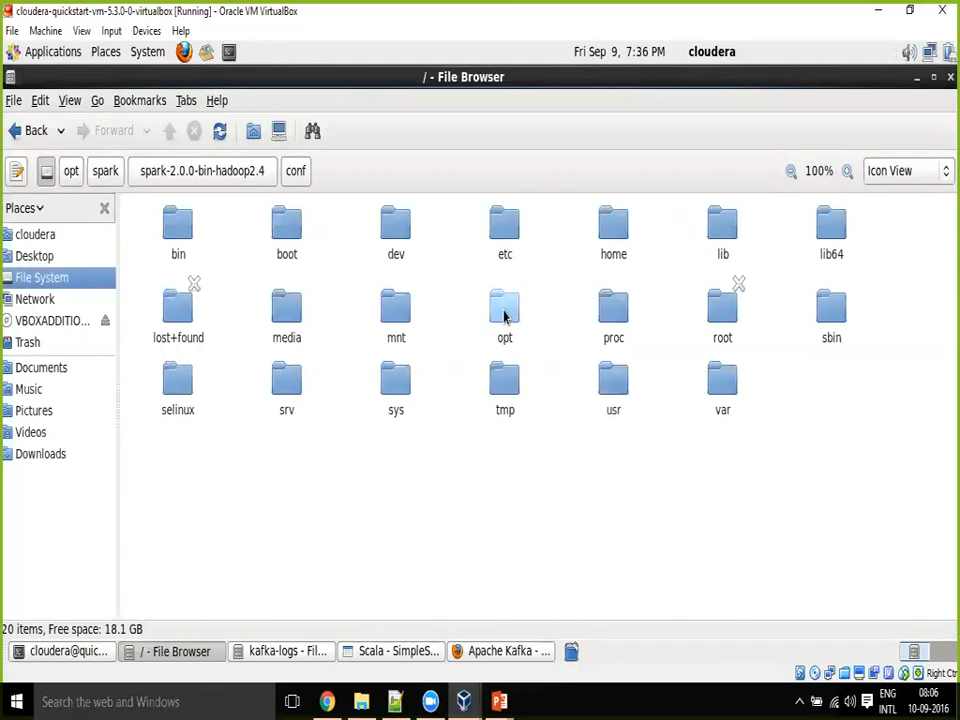 cloudera-quickstart-vm-5.3.0-0-virtualbox [Running] - Oracle VM VirtualBox
File Machine View Input Devices Help
Applications Places System Fri Sep 9, 7:36 PM cloudera
/ - File Browser
File Edit View Go Bookmarks Tabs Help
Back Forward
opt spark spark-2.0.0-bin-hadoop2.4 conf 100% Icon View
Places
cloudera
Desktop
File System
Network
VBOXADDITIO...
Trash
Documents
Music
Pictures
Videos
Downloads
bin boot dev etc home lib lib64
lost+found media mnt opt proc root sbin
selinux srv sys tmp usr var
20 items, Free space: 18.1 GB
cloudera@quic... / - File Browser kafka-logs - Fil... Scala - SimpleS... Apache Kafka - ...
Right Ctrl
Search the web and Windows
ENG 08:06
INTL 10-09-2016